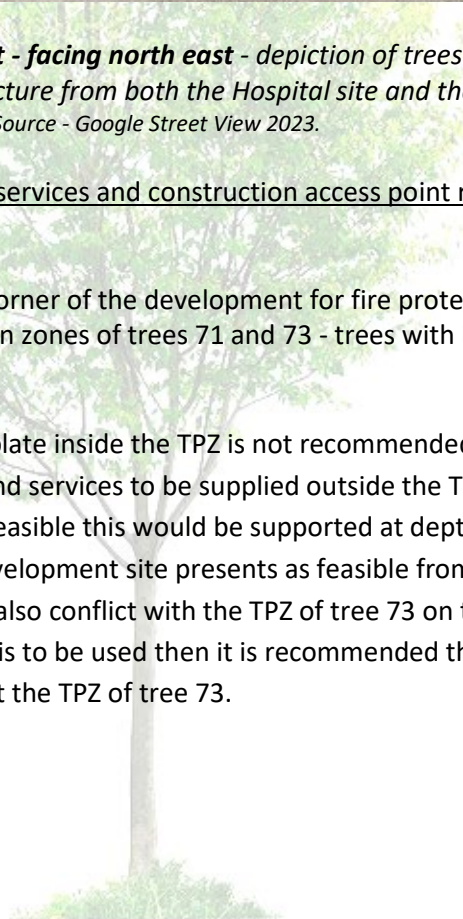 t - facing north east - depiction of trees
cture from both the Hospital site and th
Source - Google Street View 2023.
services and construction access point r
orner of the development for fire prote
n zones of trees 71 and 73 - trees with
plate inside the TPZ is not recommended
nd services to be supplied outside the T
easible this would be supported at dept
velopment site presents as feasible from
also conflict with the TPZ of tree 73 on t
is to be used then it is recommended th
t the TPZ of tree 73.